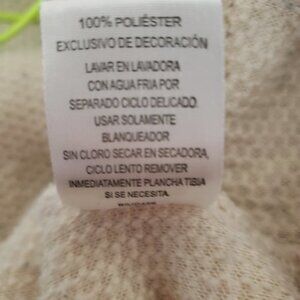 100% POLIÉSTER
EXCLUSIVO DE DECORACIÓN
LAVAR EN LAVADORA
CON AGUA FRIA POR
SEPARADO CICLO DELICADO.
USAR SOLAMENTE
BLANQUEADOR
SIN CLORO SECAR EN SECADORA,
CICLO LENTO REMOVER
INMEDIATAMENTE PLANCHA TIBIA
SI SE NECESITA.